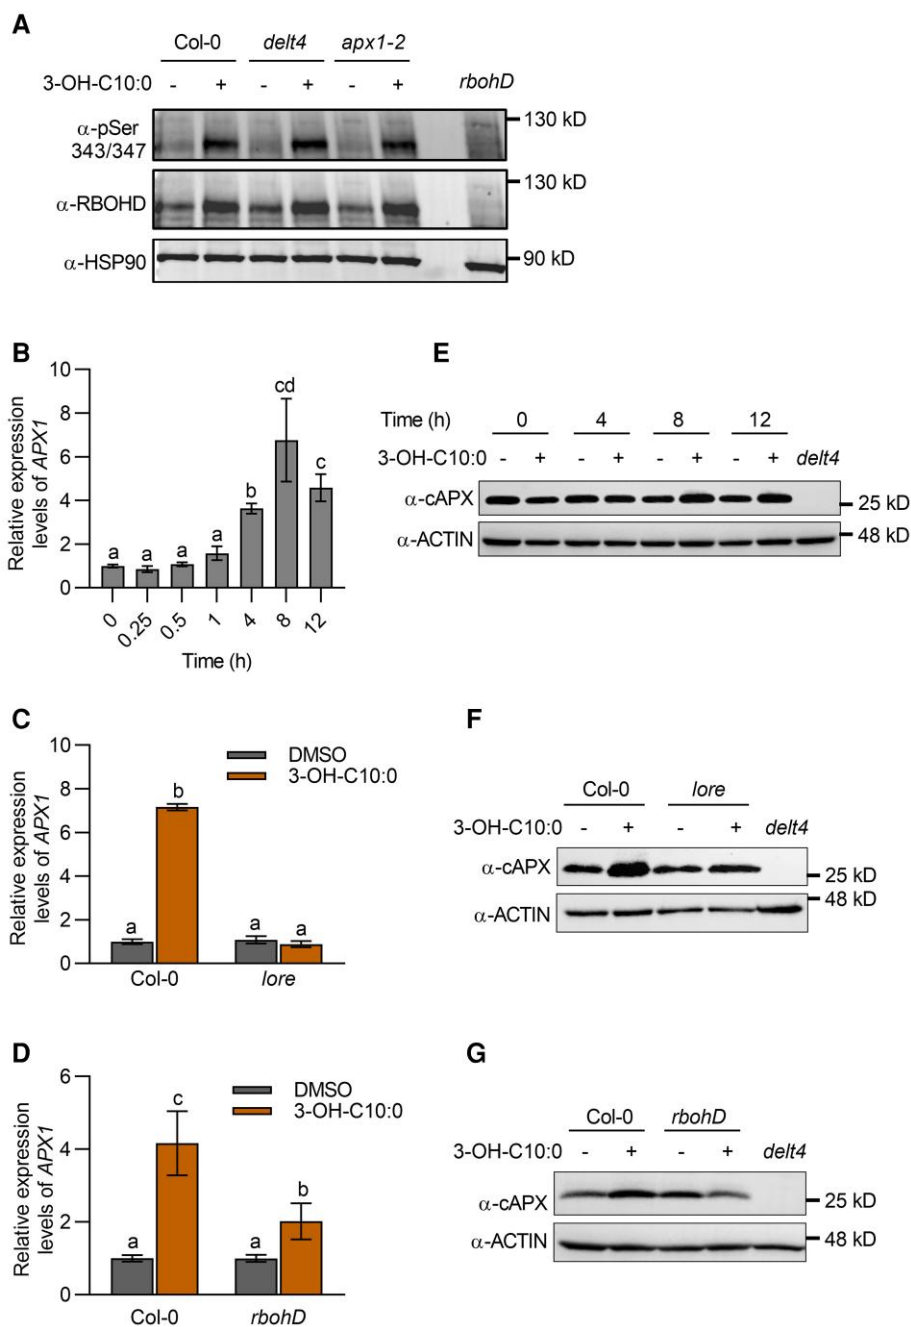 A
Col-0 delt4 apx1-2
3-OH-C10:0 - + - + - + rbohD
α-pSer
343/347
130 kD
α-RBOHD
130 kD
α-HSP90
90 kD
B
Relative expression
levels of APX1
10
8
6
4
2
0
a a a a b cd c
0 0.25 0.5 1 4 8 12
Time (h)
E
Time (h) 0 4 8 12
3-OH-C10:0 - + - + - + - + delt4
α-cAPX
25 kD
α-ACTIN
48 kD
C
Relative expression
levels of APX1
10
8
6
4
2
0
DMSO
3-OH-C10:0
a b a a
Col-0 lore
F
Col-0 lore
3-OH-C10:0 - + - + delt4
α-cAPX
25 kD
α-ACTIN
48 kD
D
Relative expression
levels of APX1
6
4
2
0
DMSO
3-OH-C10:0
a c a b
Col-0 rbohD
G
Col-0 rbohD
3-OH-C10:0 - + - + delt4
α-cAPX
25 kD
α-ACTIN
48 kD